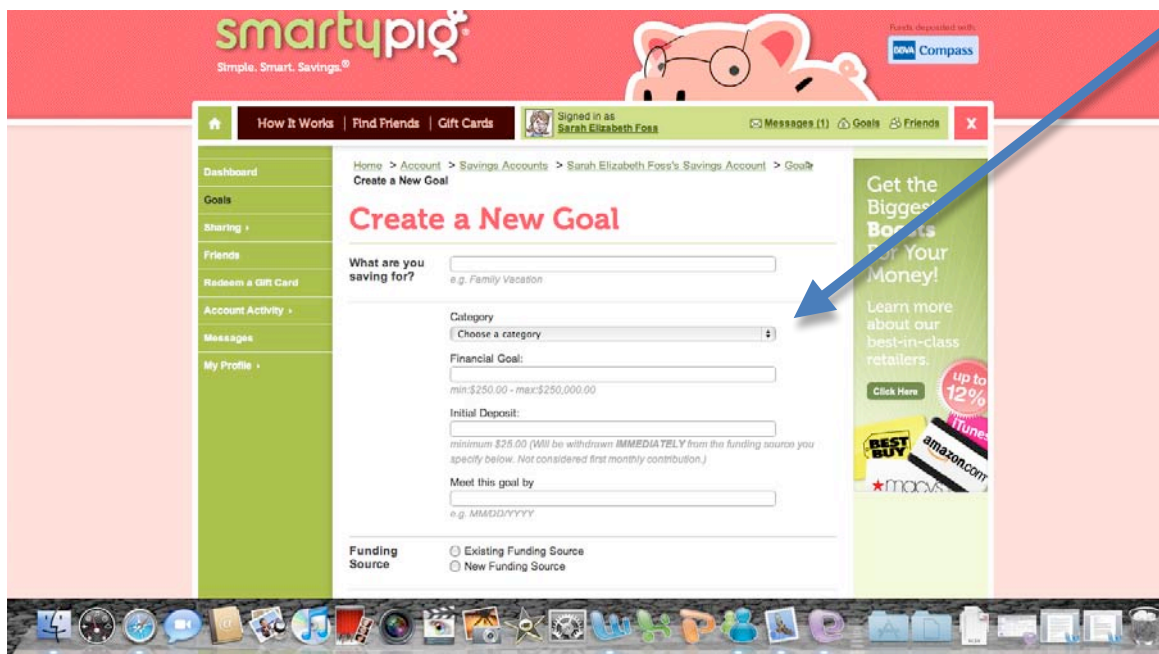 smartypig®
Simple. Smart. Savings.®
Funds deposited with:
BBVA Compass
How It Works | Find Friends | Gift Cards
Signed in as
Sarah Elizabeth Foss
Messages (1) Goals Friends X
Dashboard
Goals
Sharing
Friends
Redeem a Gift Card
Account Activity
Messages
My Profile
Home > Account > Savings Accounts > Sarah Elizabeth Foss's Savings Account > Goals
Create a New Goal
Create a New Goal
What are you
saving for?
e.g. Family Vacation
Category
Choose a category
Financial Goal:
min:$250.00 - max:$250,000.00
Initial Deposit:
minimum $25.00 (Will be withdrawn IMMEDIATELY from the funding source you
specify below. Not considered first monthly contribution.)
Meet this goal by
e.g. MM/DD/YYYY
Funding
Source
Existing Funding Source
New Funding Source
Get the
Biggest
Boosts
For Your
Money!
Learn more
about our
best-in-class
retailers.
Click Here
up to
12%
iTunes
BEST
BUY
amazon.com
macys